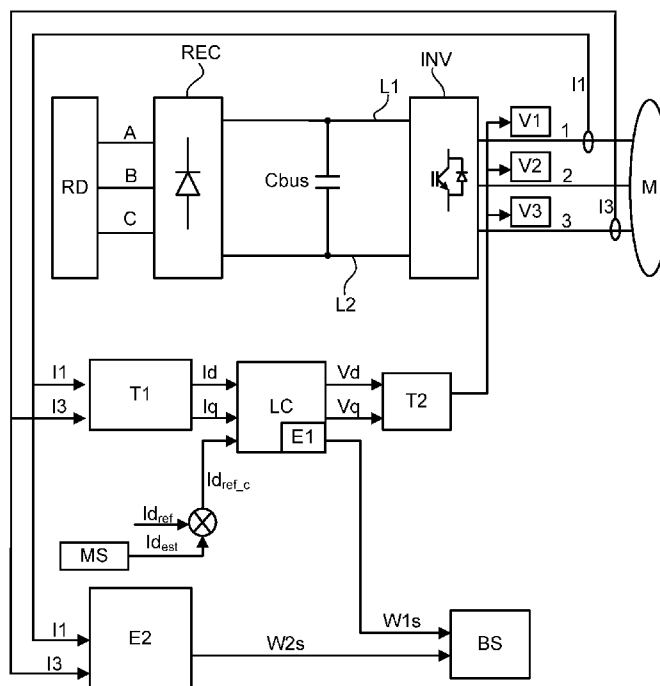 REC
INV
I1
L1
A
V1
1
RD
B
Cbus
V2
2
M
C
V3
I3
3
L2
I1
T1
Id
LC
Vd
T2
I3
Iq
Vq
E1
Idref_c
Idref
Idest
MS
I1
E2
W1s
BS
I3
W2s